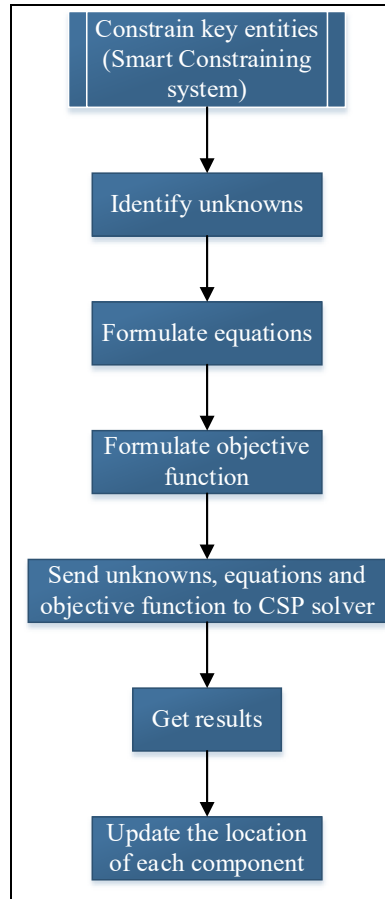 Constrain key entities
(Smart Constraining
system)
Identify unknowns
Formulate equations
Formulate objective
function
Send unknowns, equations and
objective function to CSP solver
Get results
Update the location
of each component